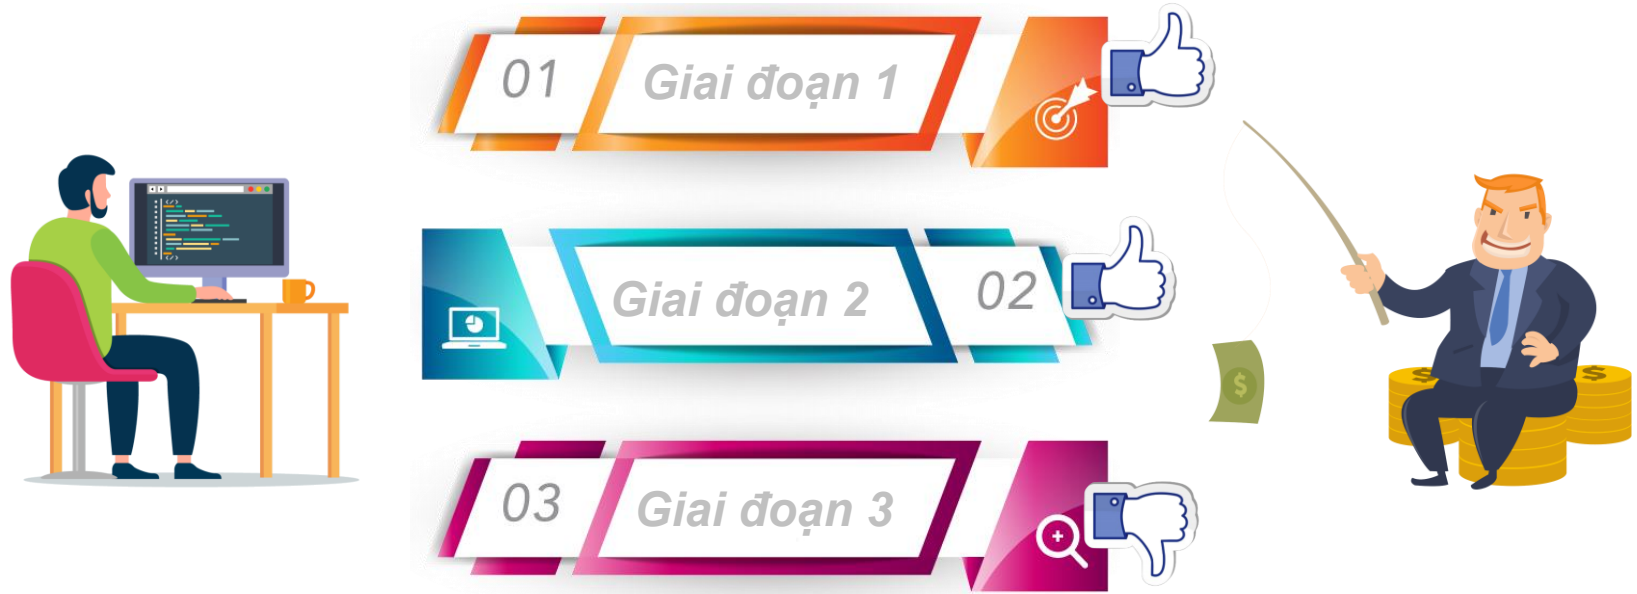 01 Giai đoạn 1
Giai đoạn 2 02
03 Giai đoạn 3
$
$ $